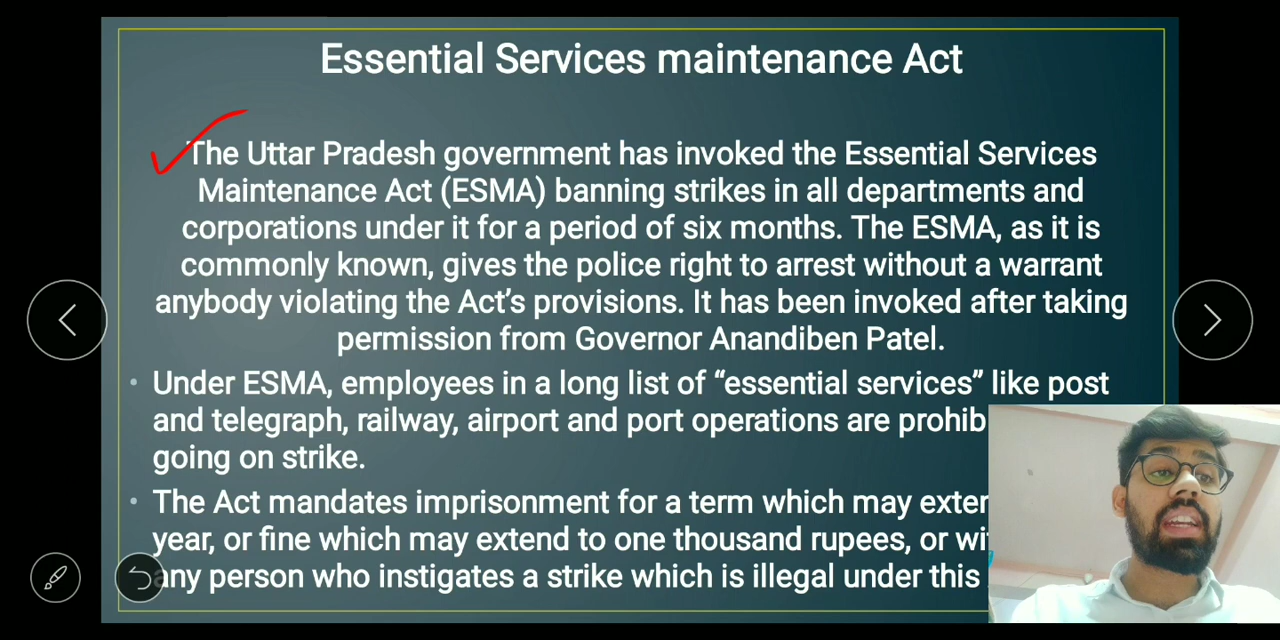 Essential Services maintenance Act
The Uttar Pradesh government has invoked the Essential Services
Maintenance Act (ESMA) banning strikes in all departments and
corporations under it for a period of six months. The ESMA, as it is
commonly known, gives the police right to arrest without a warrant
anybody violating the Act’s provisions. It has been invoked after taking
permission from Governor Anandiben Patel.
• Under ESMA, employees in a long list of “essential services” like post
and telegraph, railway, airport and port operations are
going on strike.
• The Act mandates imprisonment for a term which may
year, or fine which may extend to one thousand rupees, or
any person who instigates a strike which is illegal under this